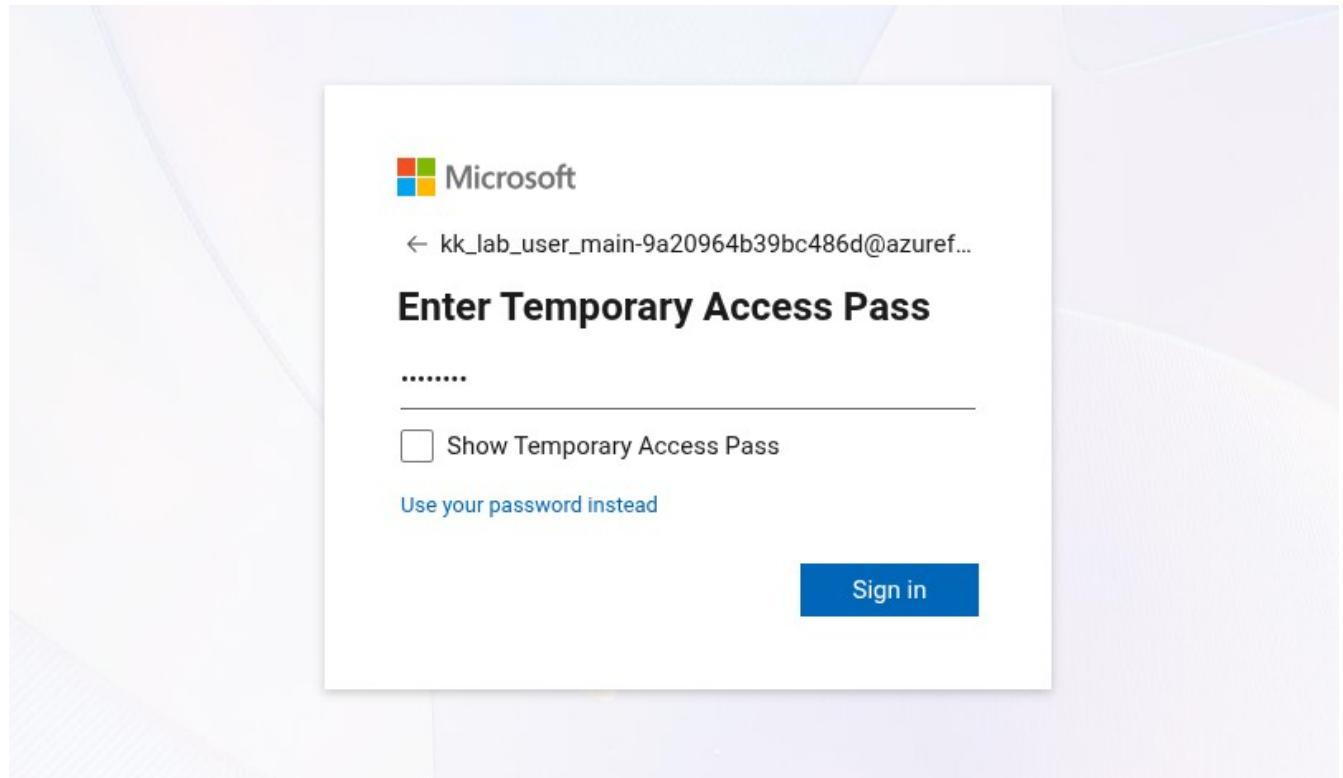 Microsoft
← kk_lab_user_main-9a20964b39bc486d@azuref...
Enter Temporary Access Pass
••••••••
Show Temporary Access Pass
Use your password instead
Sign in